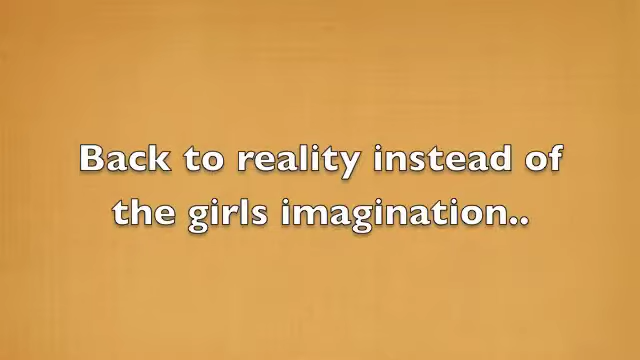 Back to reality instead of
the girls imagination..